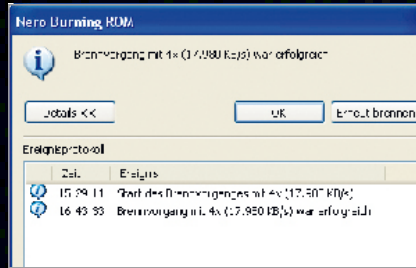 Nero Burning ROM
Brennvorgang mit 4x (17.980 KB/s) war erfolgreich
Details <<
OK
Erneut brennen
Ereignisprotokoll
Zeit Ereignis
Start des Brennvorganges mit 4x (17.980 KB/s)
Brennvorgang mit 4x (17.980 KB/s) war erfolgreich